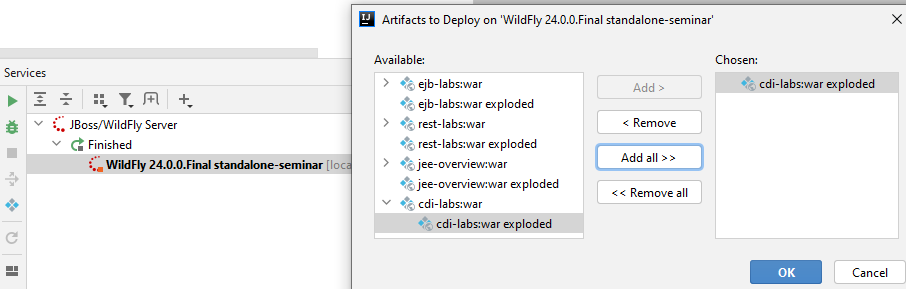 Artifacts to Deploy on 'WildFly 24.0.0.Final standalone-seminar'
Services
JBoss/WildFly Server
Finished
WildFly 24.0.0.Final standalone-seminar [loca
Available:
ejb-labs:war
ejb-labs:war exploded
rest-labs:war
rest-labs:war exploded
jee-overview:war
jee-overview:war exploded
cdi-labs:war
cdi-labs:war exploded
Add >
< Remove
Add all >>
<< Remove all
Chosen:
cdi-labs:war exploded
OK
Cancel